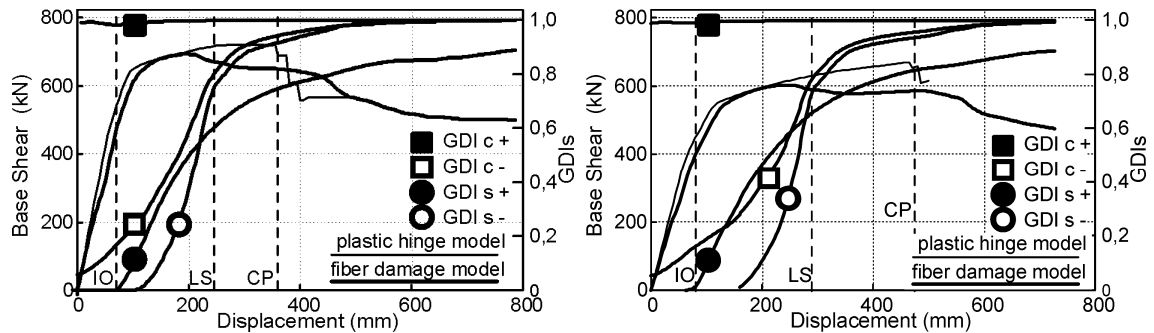 800
600
400
200
0
Base Shear (kN)
1,0
0,8
0,6
0,4
0,2
0
GDIs
GDI c +
GDI c -
GDI s +
GDI s -
plastic hinge model
fiber damage model
IO
LS
CP
0 200 400 600 800
Displacement (mm)
800
600
400
200
0
Base Shear (kN)
1,0
0,8
0,6
0,4
0,2
0
GDIs
GDI c +
GDI c -
GDI s +
GDI s -
CP
plastic hinge model
fiber damage model
IO
LS
0 200 400 600 800
Displacement (mm)